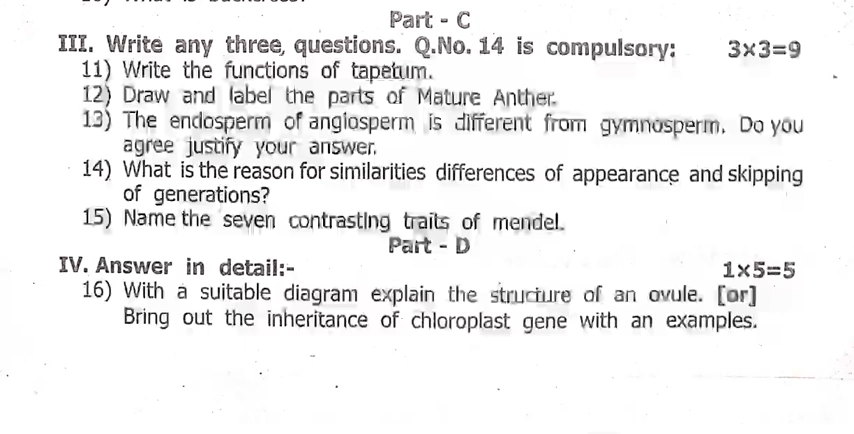 Part - C
III. Write any three, questions. Q.No. 14 is compulsory: 3×3=9
11) Write the functions of tapetum.
12) Draw and label the parts of Mature Anther.
13) The endosperm of angiosperm is different from gymnosperm. Do you
agree justify your answer.
14) What is the reason for similarities differences of appearance and skipping
of generations?
15) Name the seven contrasting traits of mendel.
Part - D
IV. Answer in detail:- 1×5=5
16) With a suitable diagram explain the structure of an ovule. [or]
Bring out the inheritance of chloroplast gene with an examples.